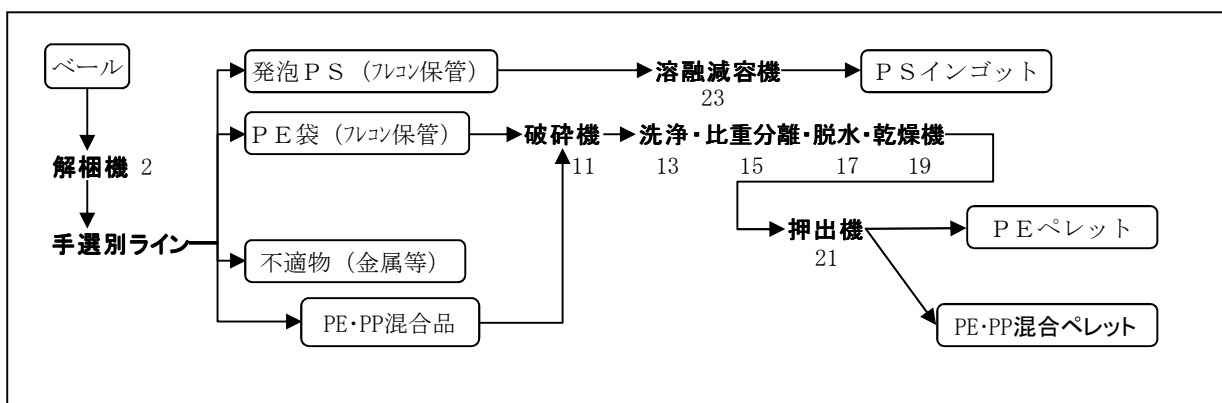 ベール
解梱機 2
手選別ライン
発泡PS（ﾌﾚｺﾝ保管）
溶融減容機
23
PSインゴット
PE袋（ﾌﾚｺﾝ保管）
破砕機
11
洗浄・比重分離・脱水・乾燥機
13 15 17 19
不適物（金属等）
押出機
21
PEペレット
PE･PP混合品
PE･PP混合ペレット